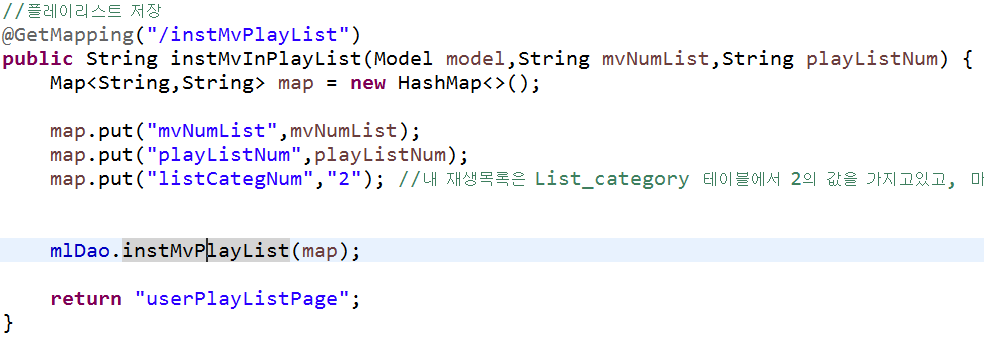 //플레이리스트 저장
@GetMapping("/instMvPlayList")
public String instMvInPlayList(Model model,String mvNumList,String playListNum) {
Map<String,String> map = new HashMap<>();
map.put("mvNumList",mvNumList);
map.put("playListNum",playListNum);
map.put("listCategNum","2"); //내 재생목록은 List_category 테이블에서 2의 값을 가지고있고, 마
mlDao.instMvPlayList(map);
return "userPlayListPage";
}